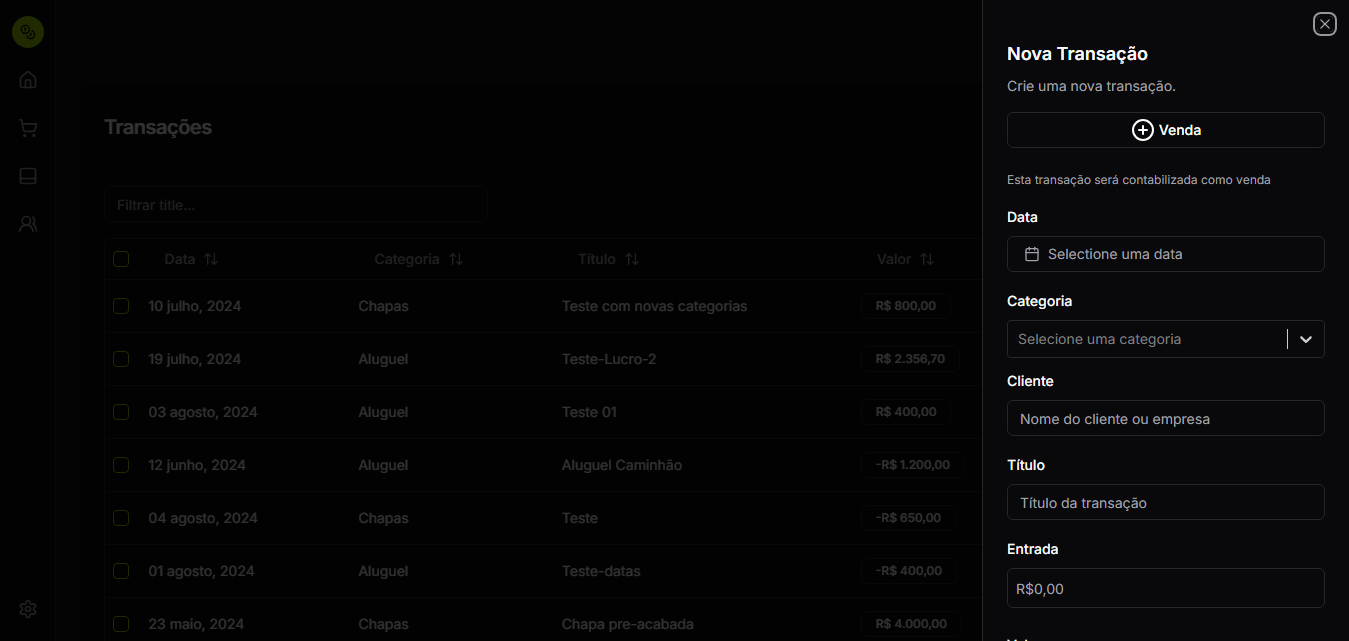 Nova Transação
Crie uma nova transação.
Venda
Esta transação será contabilizada como venda
Data
Selectione uma data
Categoria
Selecione uma categoria
Cliente
Nome do cliente ou empresa
Título
Título da transação
Entrada
R$0,00
Transações
Filtrar title...
Data Categoria Título Valor
10 julho, 2024 Chapas Teste com novas categorias R$ 800,00
19 julho, 2024 Aluguel Teste-Lucro-2 R$ 2.356,70
03 agosto, 2024 Aluguel Teste 01 R$ 400,00
12 junho, 2024 Aluguel Aluguel Caminhão -R$ 1.200,00
04 agosto, 2024 Chapas Teste -R$ 650,00
01 agosto, 2024 Aluguel Teste-datas -R$ 400,00
23 maio, 2024 Chapas Chapa pre-acabada R$ 4.000,00